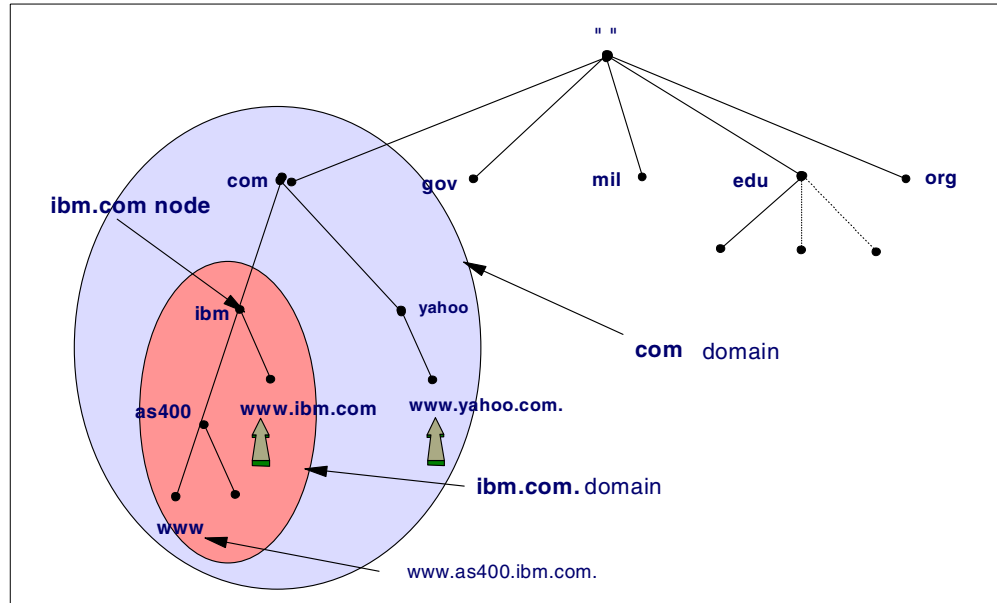 " "
com
gov
mil
edu
org
ibm.com node
ibm
yahoo
com domain
as400
www.ibm.com
www.yahoo.com.
ibm.com. domain
www
www.as400.ibm.com.